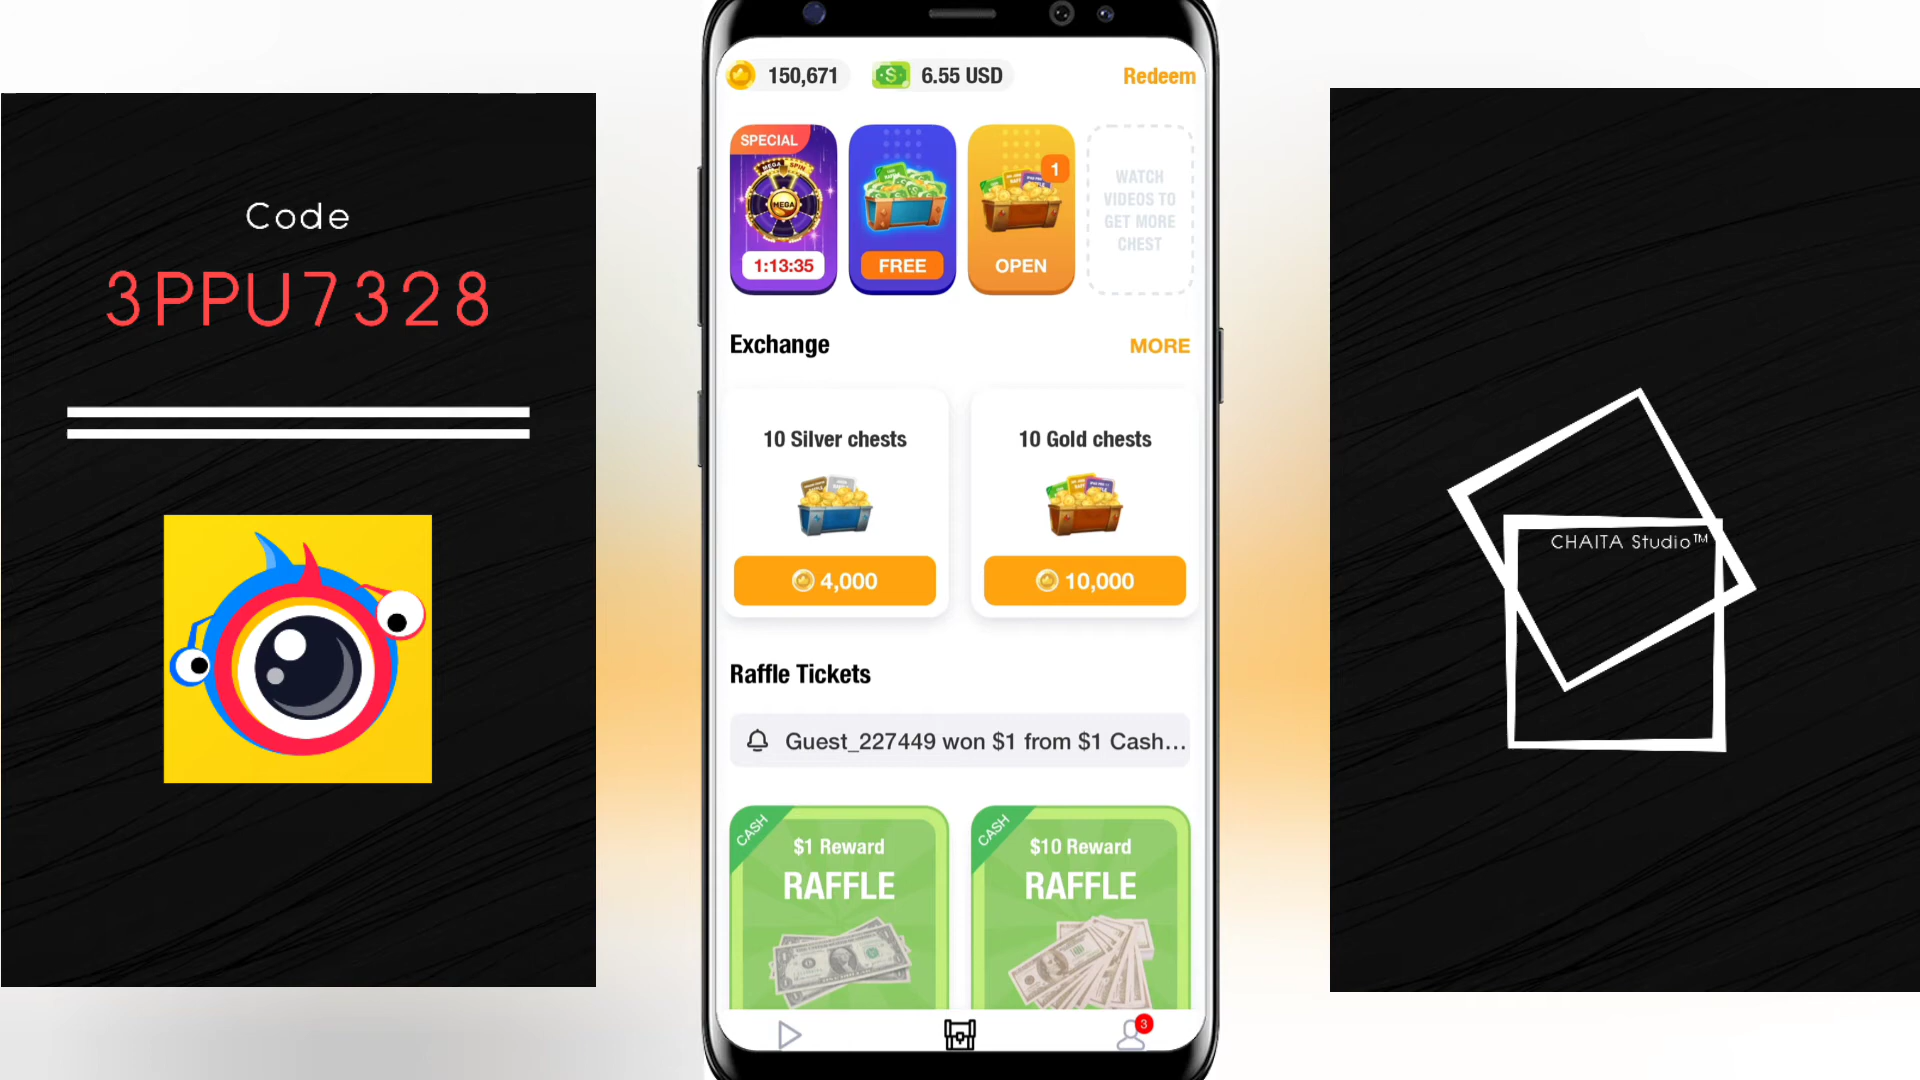 Code
3PPU7328
150,671
6.55 USD
Redeem
SPECIAL
MEGA SPIN
MEGA
1:13:35
FREE
1
OPEN
WATCH
VIDEOS TO
GET MORE
CHEST
Exchange
MORE
10 Silver chests
4,000
10 Gold chests
10,000
Raffle Tickets
Guest_227449 won $1 from $1 Cash...
CASH
$1 Reward
RAFFLE
CASH
$10 Reward
RAFFLE
3
CHAITA Studio™